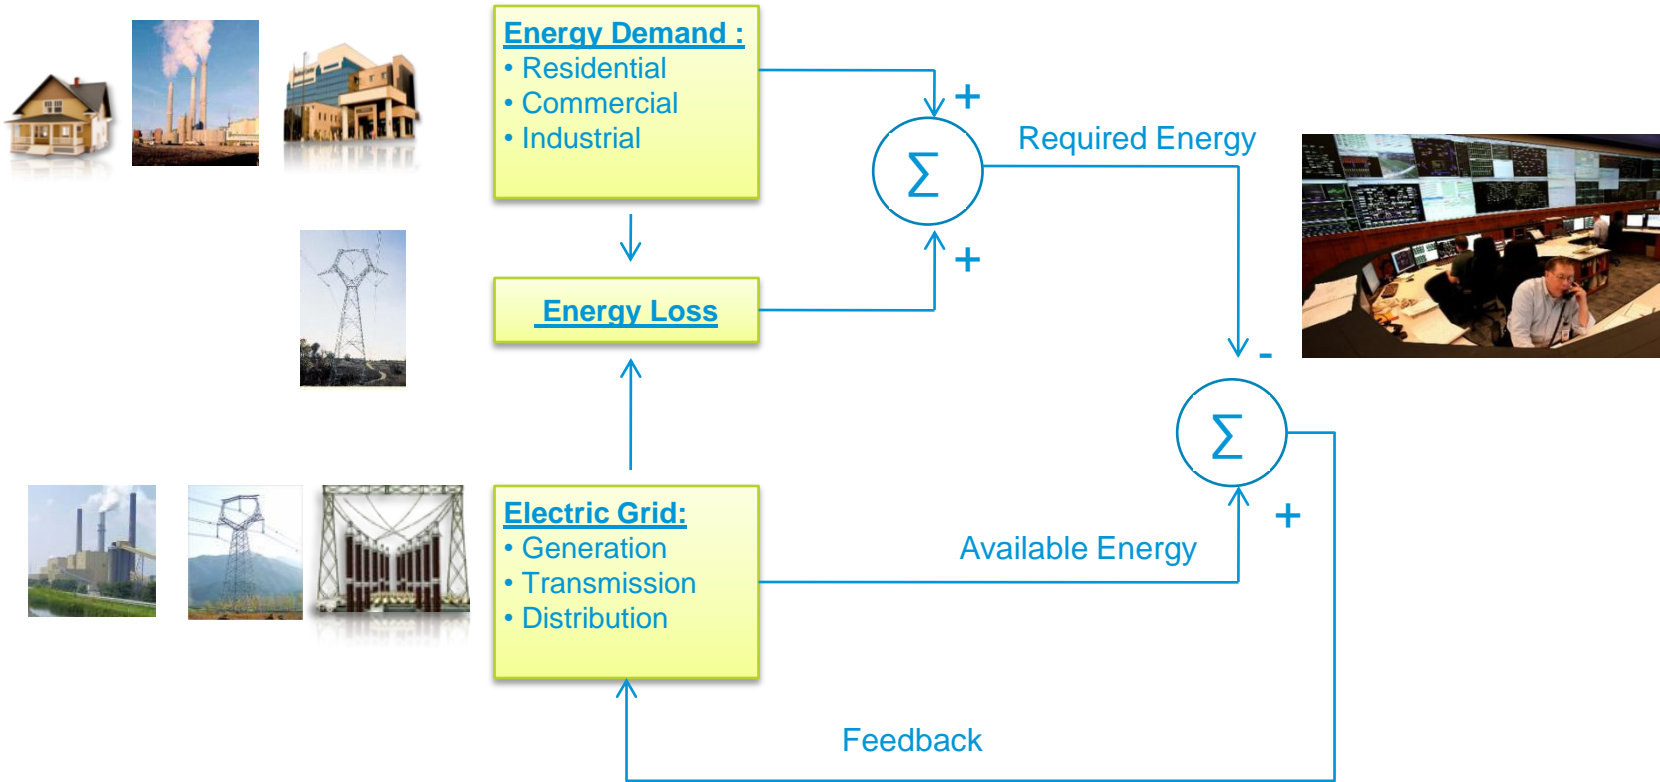 Energy Demand :
• Residential
• Commercial
• Industrial
+
Σ
Required Energy
+
Energy Loss
-
Σ
+
Electric Grid:
• Generation
• Transmission
• Distribution
Available Energy
Feedback